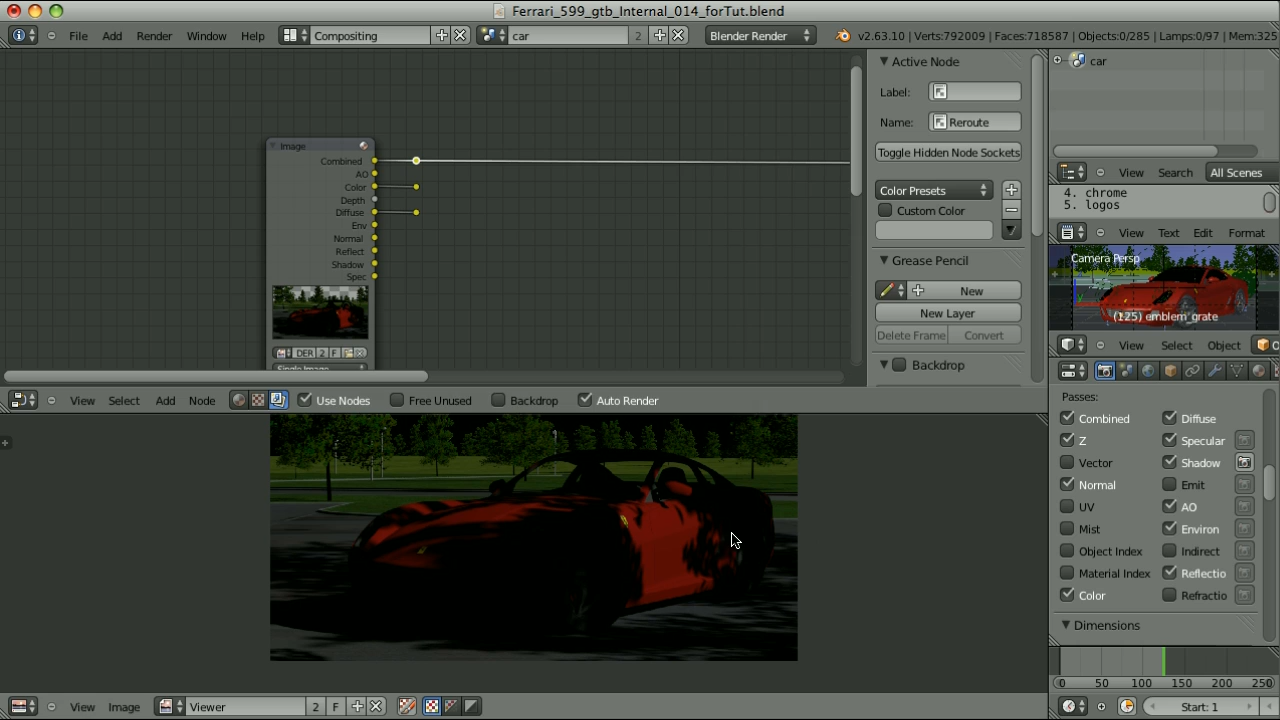 Ferrari_599_gtb_Internal_014_forTut.blend
File Add Render Window Help Compositing car 2 Blender Render v2.63.10 | Verts:792009 | Faces:718587 | Objects:0/285 | Lamps:0/97 | Mem:325
Active Node
Label:
Name: Reroute
Toggle Hidden Node Sockets
Color Presets
Custom Color
Grease Pencil
New
New Layer
Delete Frame Convert
Backdrop
Image
Combined
AO
Color
Depth
Diffuse
Env
Normal
Reflect
Shadow
Spec
DER 2 F
Single Image
View Select Add Node Use Nodes Free Unused Backdrop Auto Render
View Image Viewer 2 F
car
View Search All Scenes
4. chrome
5. logos
View Text Edit Format
Camera Persp
y
(125) emblem_grate
View Select Object O
Passes:
Combined Diffuse
Z Specular
Vector Shadow
Normal Emit
UV AO
Mist Environ
Object Index Indirect
Material Index Reflectio
Color Refractio
Dimensions
0 50 100 150 200 250
Start: 1